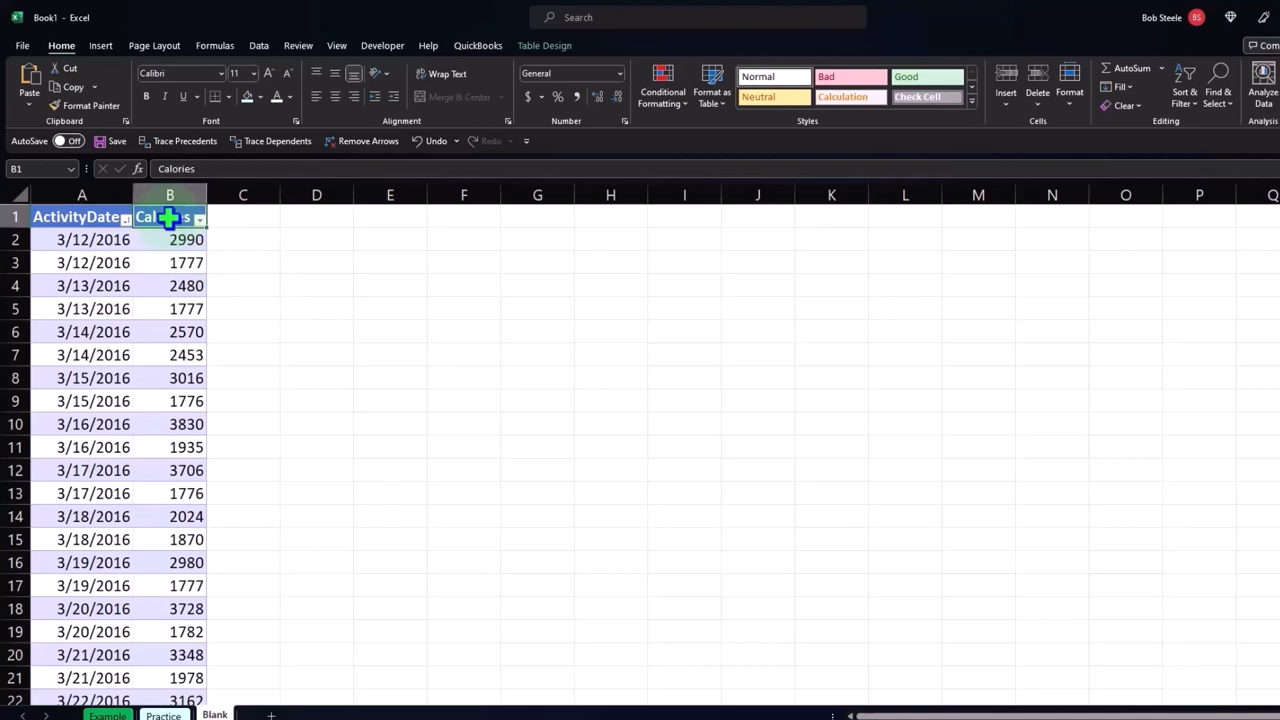 Book1 - Excel
Search
Bob Steele BS
File Home Insert Page Layout Formulas Data Review View Developer Help QuickBooks Table Design
Paste
Cut
Copy
Format Painter
Clipboard
Calibri 11
B I U
Font
Wrap Text
Merge & Center
Alignment
General
$ % 9
Number
Conditional Formatting
Format as Table
Normal Bad Good
Neutral Calculation Check Cell
Styles
Insert Delete Format
Cells
AutoSum
Fill
Clear
Sort & Filter
Find & Select
Editing
Analyze Data
Analysis
AutoSave Off Save Trace Precedents Trace Dependents Remove Arrows Undo Redo
B1 fx Calories
A B C D E F G H I J K L M N O P Q
1 ActivityDate Calories
2 3/12/2016 2990
3 3/12/2016 1777
4 3/13/2016 2480
5 3/13/2016 1777
6 3/14/2016 2570
7 3/14/2016 2453
8 3/15/2016 3016
9 3/15/2016 1776
10 3/16/2016 3830
11 3/16/2016 1935
12 3/17/2016 3706
13 3/17/2016 1776
14 3/18/2016 2024
15 3/18/2016 1870
16 3/19/2016 2980
17 3/19/2016 1777
18 3/20/2016 3728
19 3/20/2016 1782
20 3/21/2016 3348
21 3/21/2016 1978
22 3/22/2016 3162
Example Practice Blank